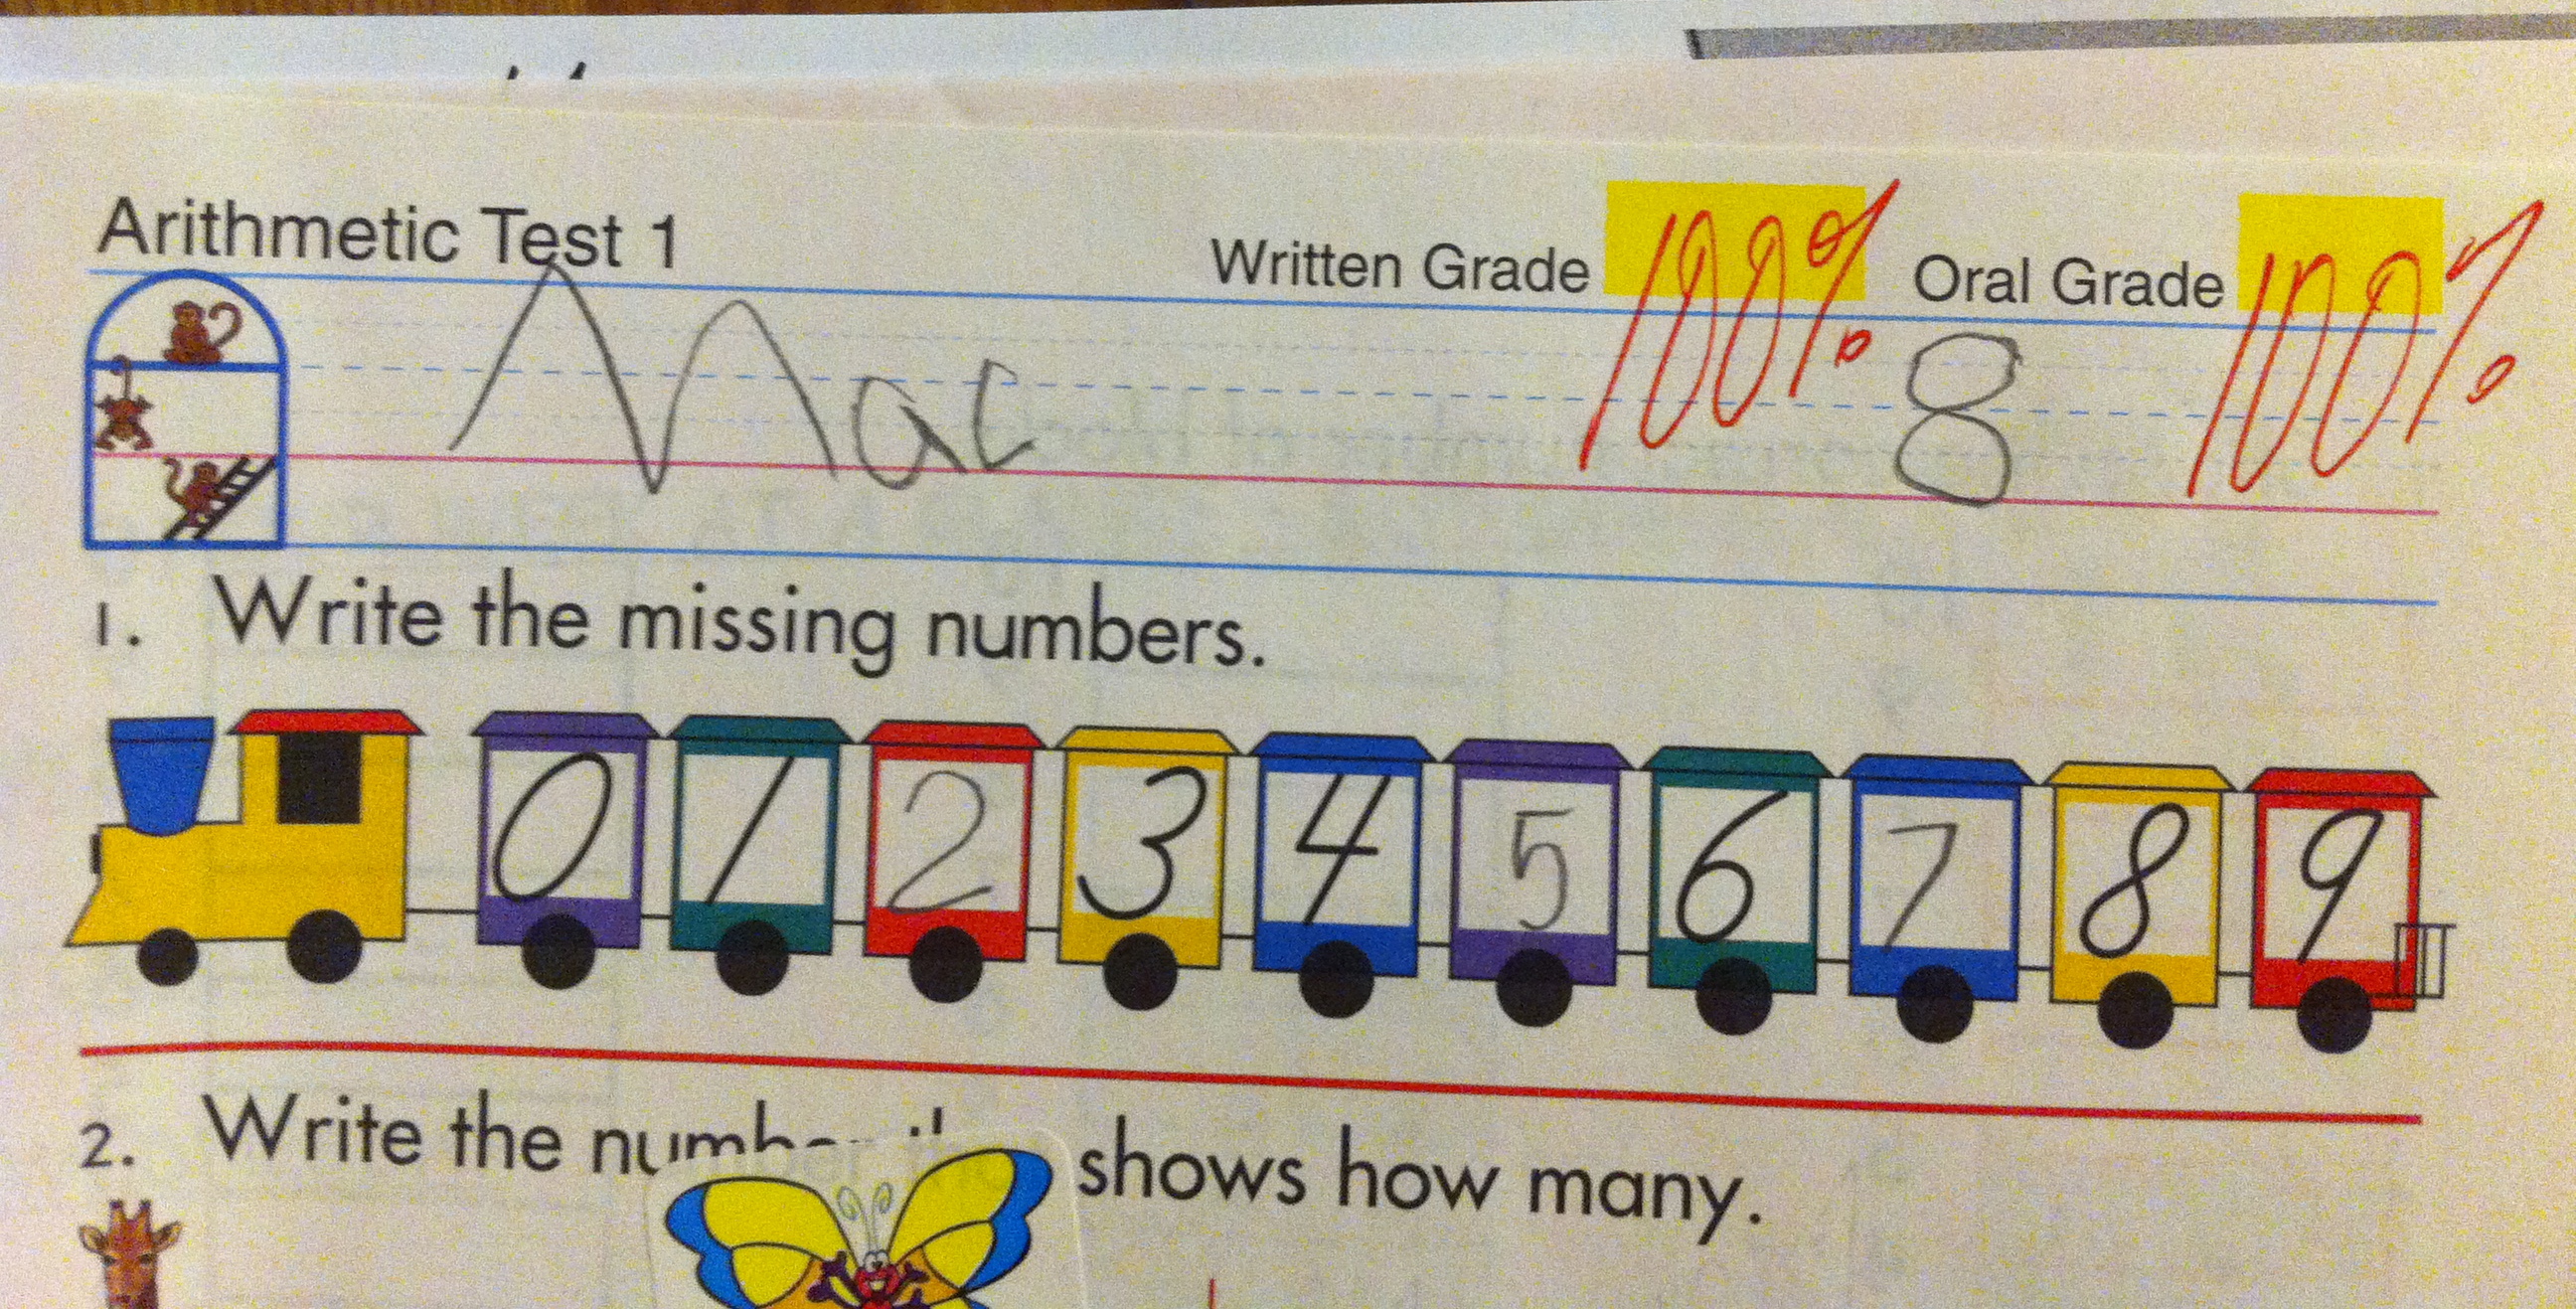 Arithmetic Test 1 Written Grade 100% Oral Grade 100%
Mac 8
1. Write the missing numbers.
0 1 2 3 4 5 6 7 8 9
2. Write the shows how many.